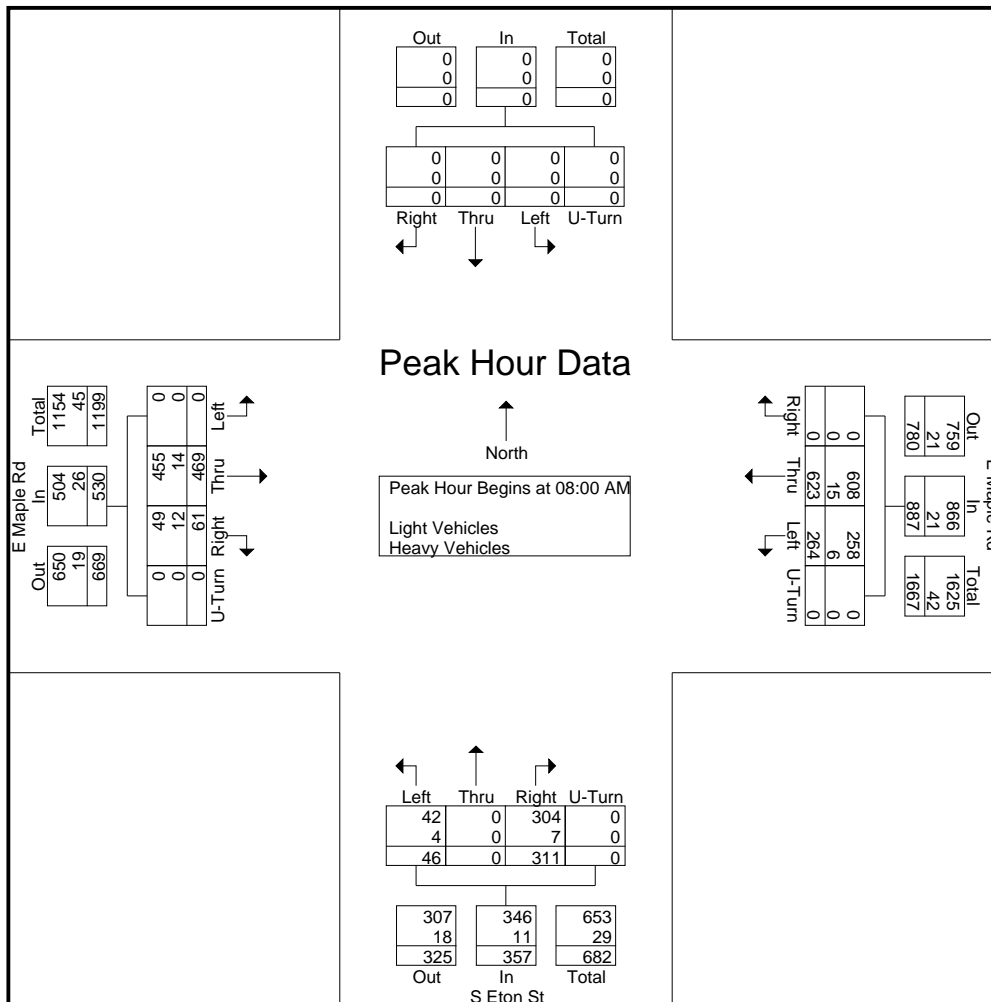 Out In Total
0 0 0
0 0 0
0 0 0
0 0 0 0
0 0 0 0
0 0 0 0
Right Thru Left U-Turn
Peak Hour Data
North
Peak Hour Begins at 08:00 AM
Light Vehicles
Heavy Vehicles
E Maple Rd
Out In Total
650 504 1154
19 26 45
669 530 1199
U-Turn Right Thru Left
0 49 455 0
0 12 14 0
0 61 469 0
Right Thru Left U-Turn
0 608 258 0
0 15 6 0
0 623 264 0
Out In Total
759 866 1625
21 21 42
780 887 1667
E Maple Rd
Left Thru Right U-Turn
42 0 304 0
4 0 7 0
46 0 311 0
307 346 653
18 11 29
325 357 682
Out In Total
S Eton St